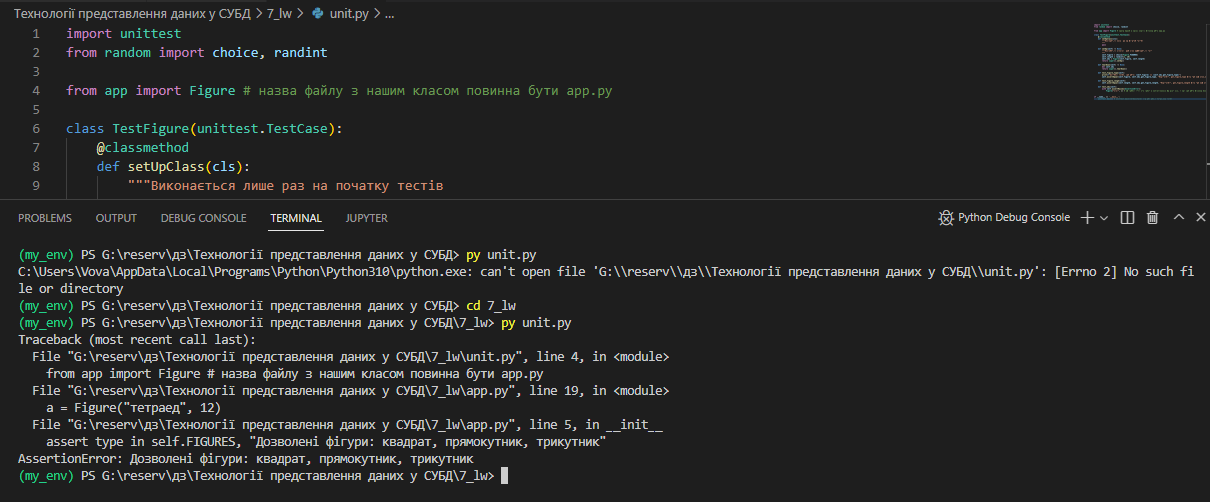 Технології представлення даних у СУБД > 7_lw > unit.py > ...
1 import unittest
2 from random import choice, randint
3
4 from app import Figure # назва файлу з нашим класом повинна бути app.py
5
6 class TestFigure(unittest.TestCase):
7 @classmethod
8 def setUpClass(cls):
9 """Виконається лише раз на початку тестів
PROBLEMS OUTPUT DEBUG CONSOLE TERMINAL JUPYTER Python Debug Console
(my_env) PS G:\reserv\дз\Технології представлення даних у СУБД> py unit.py
C:\Users\Vova\AppData\Local\Programs\Python\Python310\python.exe: can't open file 'G:\\reserv\\дз\\Технології представлення даних у СУБД\\unit.py': [Errno 2] No such fi
le or directory
(my_env) PS G:\reserv\дз\Технології представлення даних у СУБД> cd 7_lw
(my_env) PS G:\reserv\дз\Технології представлення даних у СУБД\7_lw> py unit.py
Traceback (most recent call last):
File "G:\reserv\дз\Технології представлення даних у СУБД\7_lw\unit.py", line 4, in <module>
from app import Figure # назва файлу з нашим класом повинна бути app.py
File "G:\reserv\дз\Технології представлення даних у СУБД\7_lw\app.py", line 19, in <module>
a = Figure("тетраед", 12)
File "G:\reserv\дз\Технології представлення даних у СУБД\7_lw\app.py", line 5, in __init__
assert type in self.FIGURES, "Дозволені фігури: квадрат, прямокутник, трикутник"
AssertionError: Дозволені фігури: квадрат, прямокутник, трикутник
(my_env) PS G:\reserv\дз\Технології представлення даних у СУБД\7_lw>